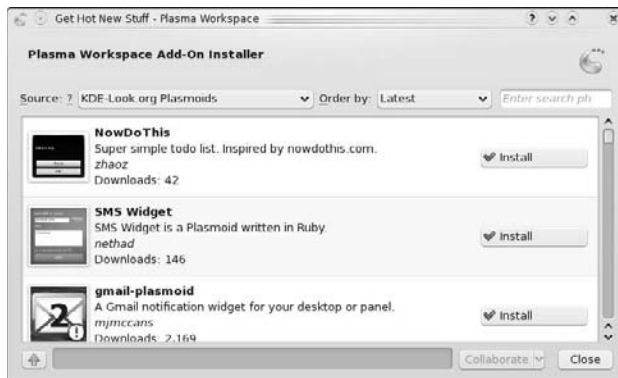 Get Hot New Stuff - Plasma Workspace
Plasma Workspace Add-On Installer
Source: ? KDE-Look.org Plasmoids Order by: Latest Enter search ph
NowDoThis
Super simple todo list. Inspired by nowdothis.com.
zhaoz
Downloads: 42
Install
SMS Widget
SMS Widget is a Plasmoid written in Ruby.
nethad
Downloads: 146
Install
gmail-plasmoid
A Gmail notification widget for your desktop or panel.
mjmccans
Downloads: 2,169
Install
2
Collaborate Close